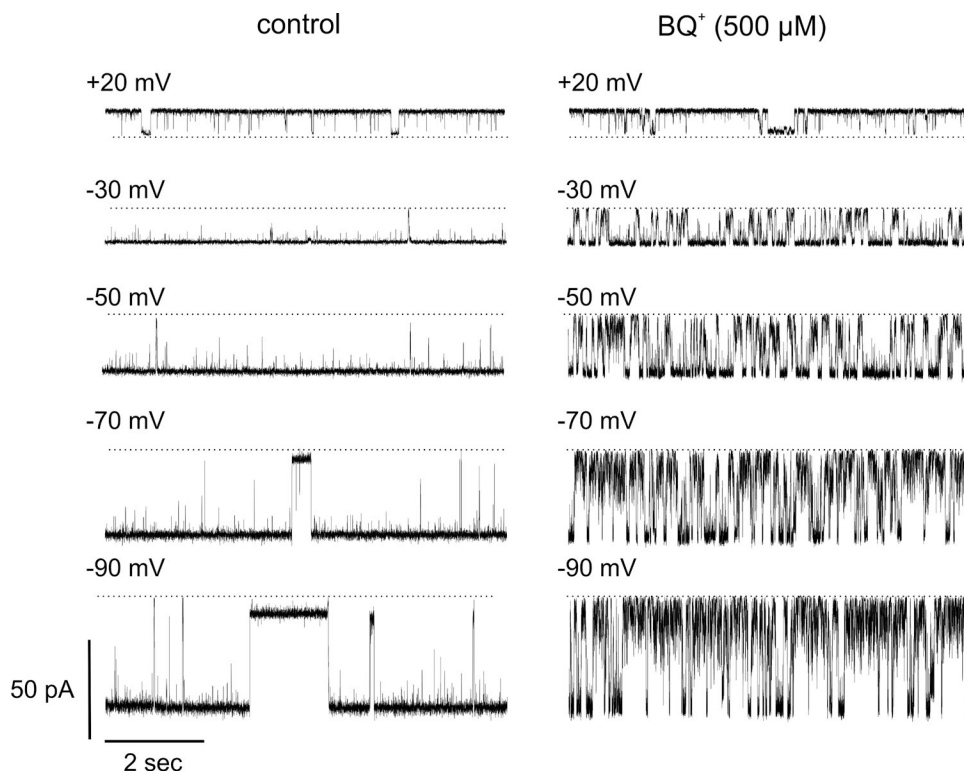 control
BQ⁺ (500 μM)
+20 mV
+20 mV
-30 mV
-30 mV
-50 mV
-50 mV
-70 mV
-70 mV
-90 mV
-90 mV
50 pA
2 sec